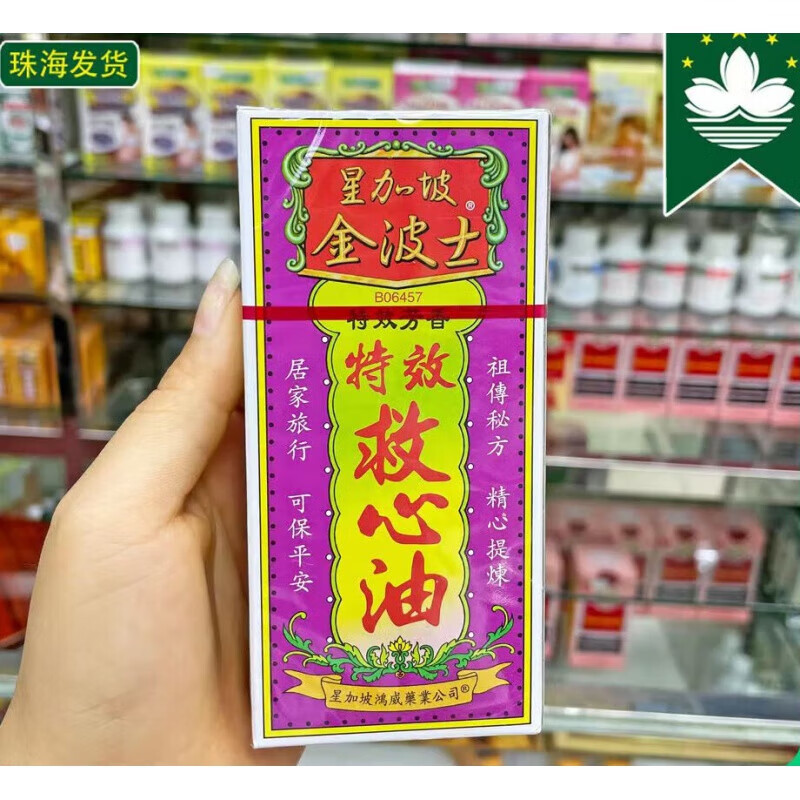 珠海发货
星加坡
金波士®
B06457
特效芳香
特效
救心油
祖傳秘方 精心提煉
居家旅行 可保平安
星加坡鴻威藥業公司®